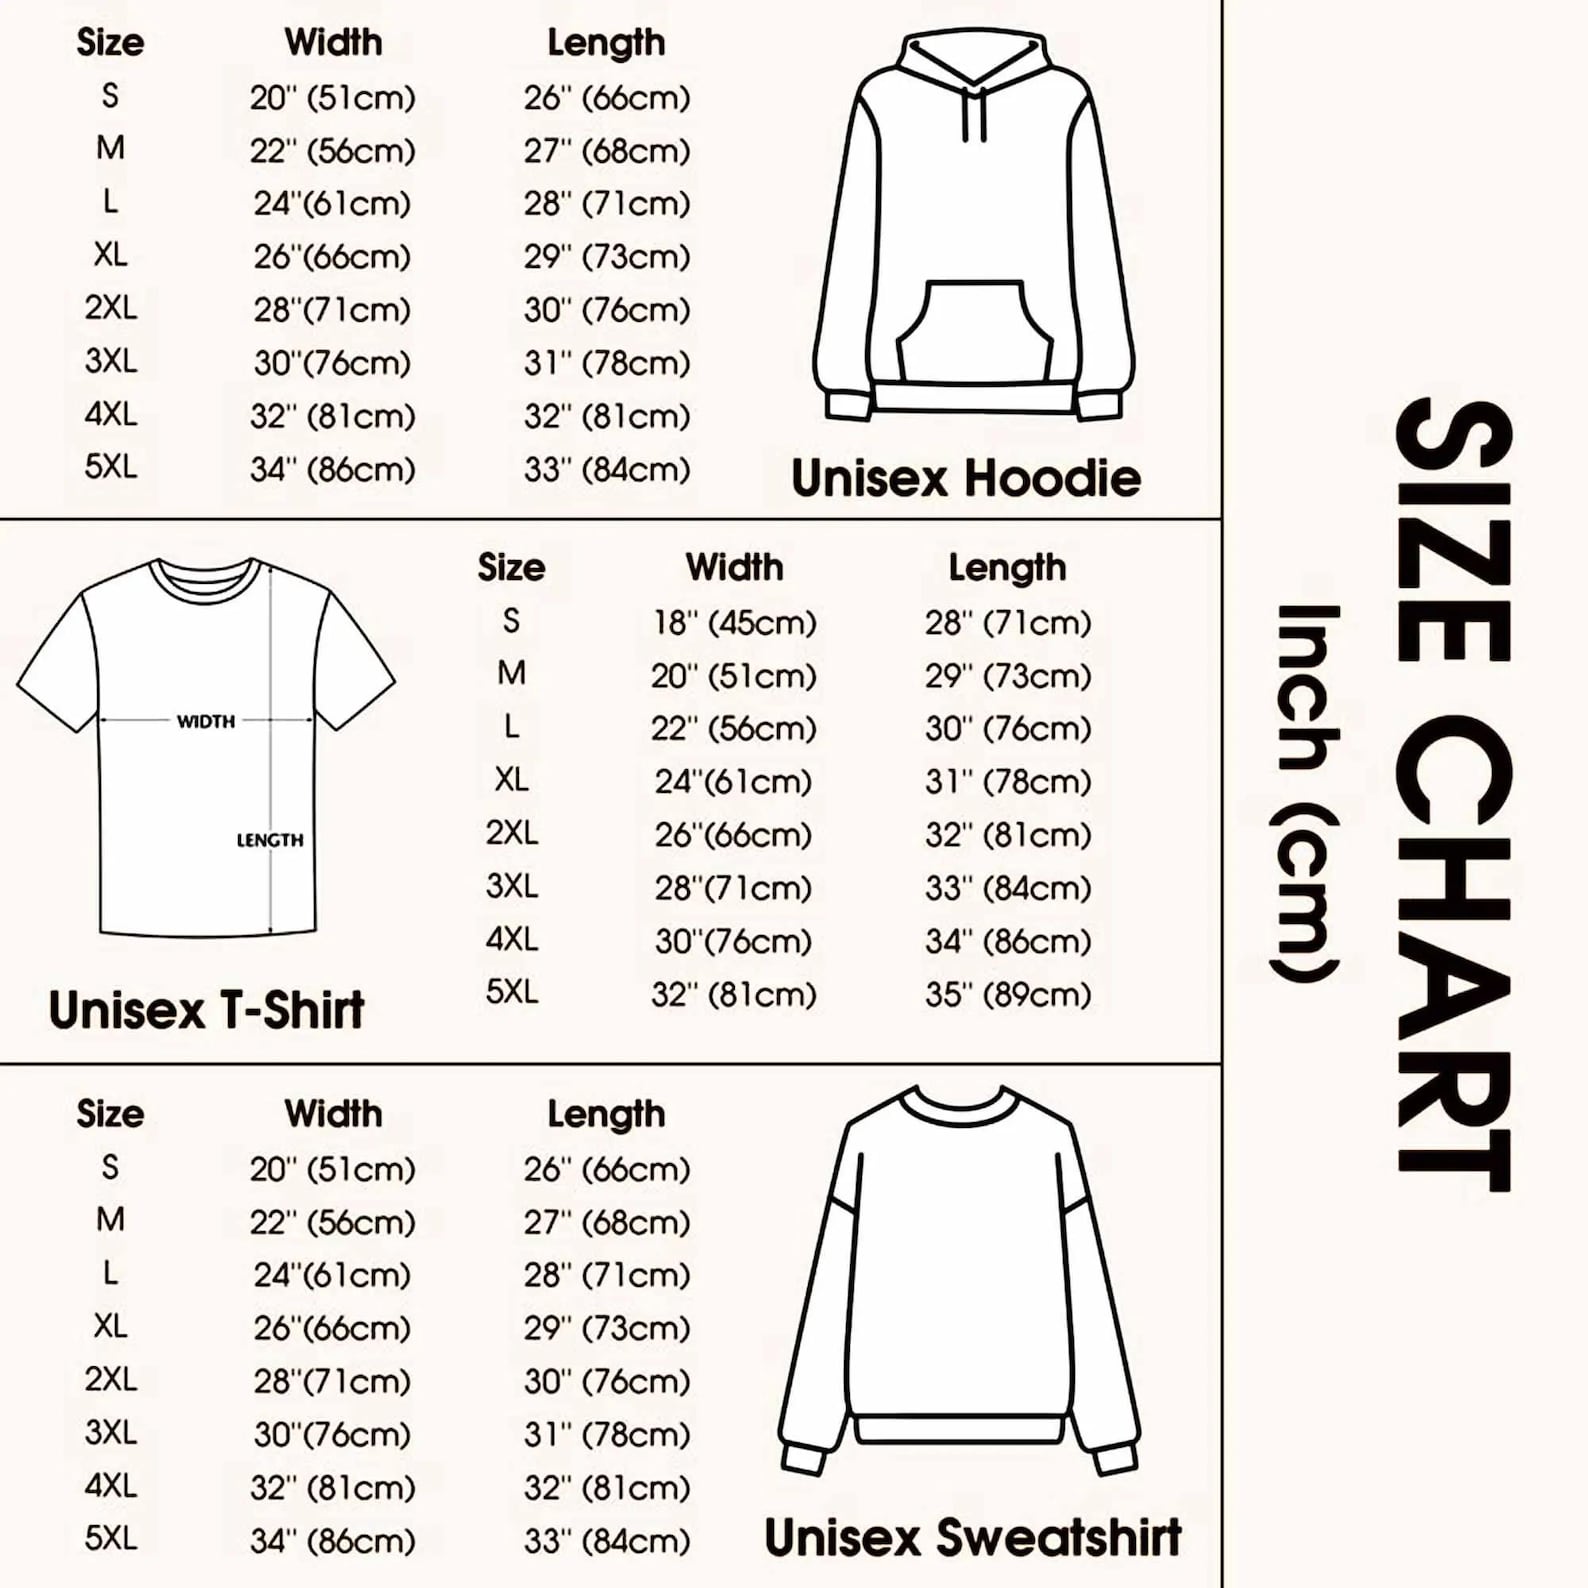 Size Width Length
S 20" (51cm) 26" (66cm)
M 22" (56cm) 27" (68cm)
L 24"(61cm) 28" (71cm)
XL 26"(66cm) 29" (73cm)
2XL 28"(71cm) 30" (76cm)
3XL 30"(76cm) 31" (78cm)
4XL 32" (81cm) 32" (81cm)
5XL 34" (86cm) 33" (84cm)
Unisex Hoodie
WIDTH
LENGTH
Unisex T-Shirt
Size Width Length
S 18" (45cm) 28" (71cm)
M 20" (51cm) 29" (73cm)
L 22" (56cm) 30" (76cm)
XL 24"(61cm) 31" (78cm)
2XL 26"(66cm) 32" (81cm)
3XL 28"(71cm) 33" (84cm)
4XL 30"(76cm) 34" (86cm)
5XL 32" (81cm) 35" (89cm)
Size Width Length
S 20" (51cm) 26" (66cm)
M 22" (56cm) 27" (68cm)
L 24"(61cm) 28" (71cm)
XL 26"(66cm) 29" (73cm)
2XL 28"(71cm) 30" (76cm)
3XL 30"(76cm) 31" (78cm)
4XL 32" (81cm) 32" (81cm)
5XL 34" (86cm) 33" (84cm)
Unisex Sweatshirt
SIZE CHART
Inch (cm)